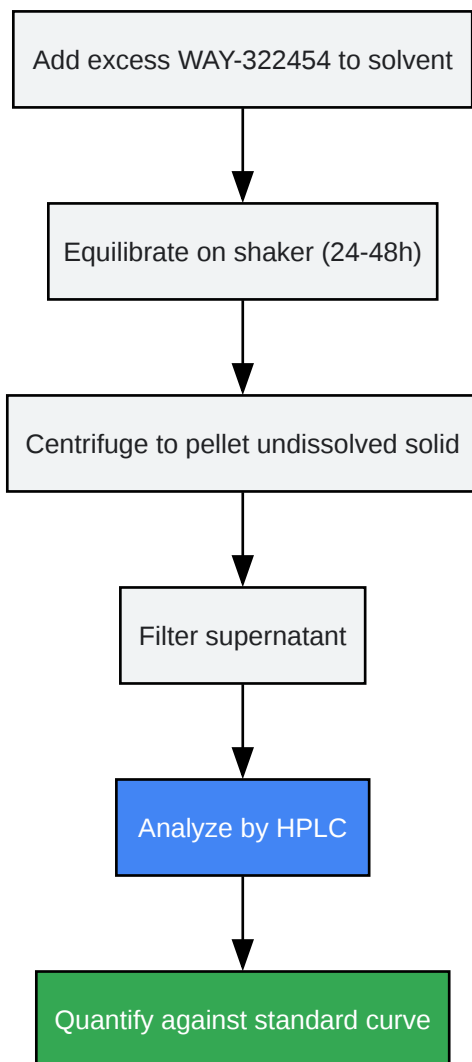 Add excess WAY-322454 to solvent
Equilibrate on shaker (24-48h)
Centrifuge to pellet undissolved solid
Filter supernatant
Analyze by HPLC
Quantify against standard curve